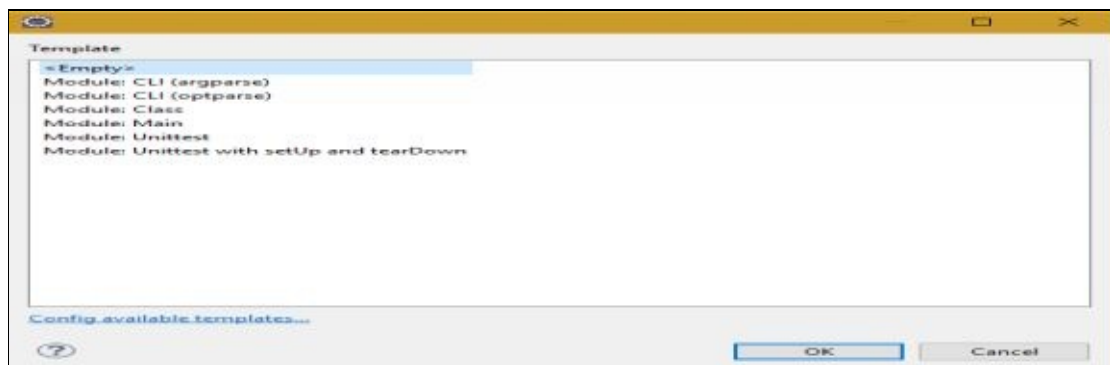 Template
<Empty>
Module: CLI (argparse)
Module: CLI (optparse)
Module: Class
Module: Main
Module: Unittest
Module: Unittest with setUp and tearDown
Config available templates...
?
OK
Cancel